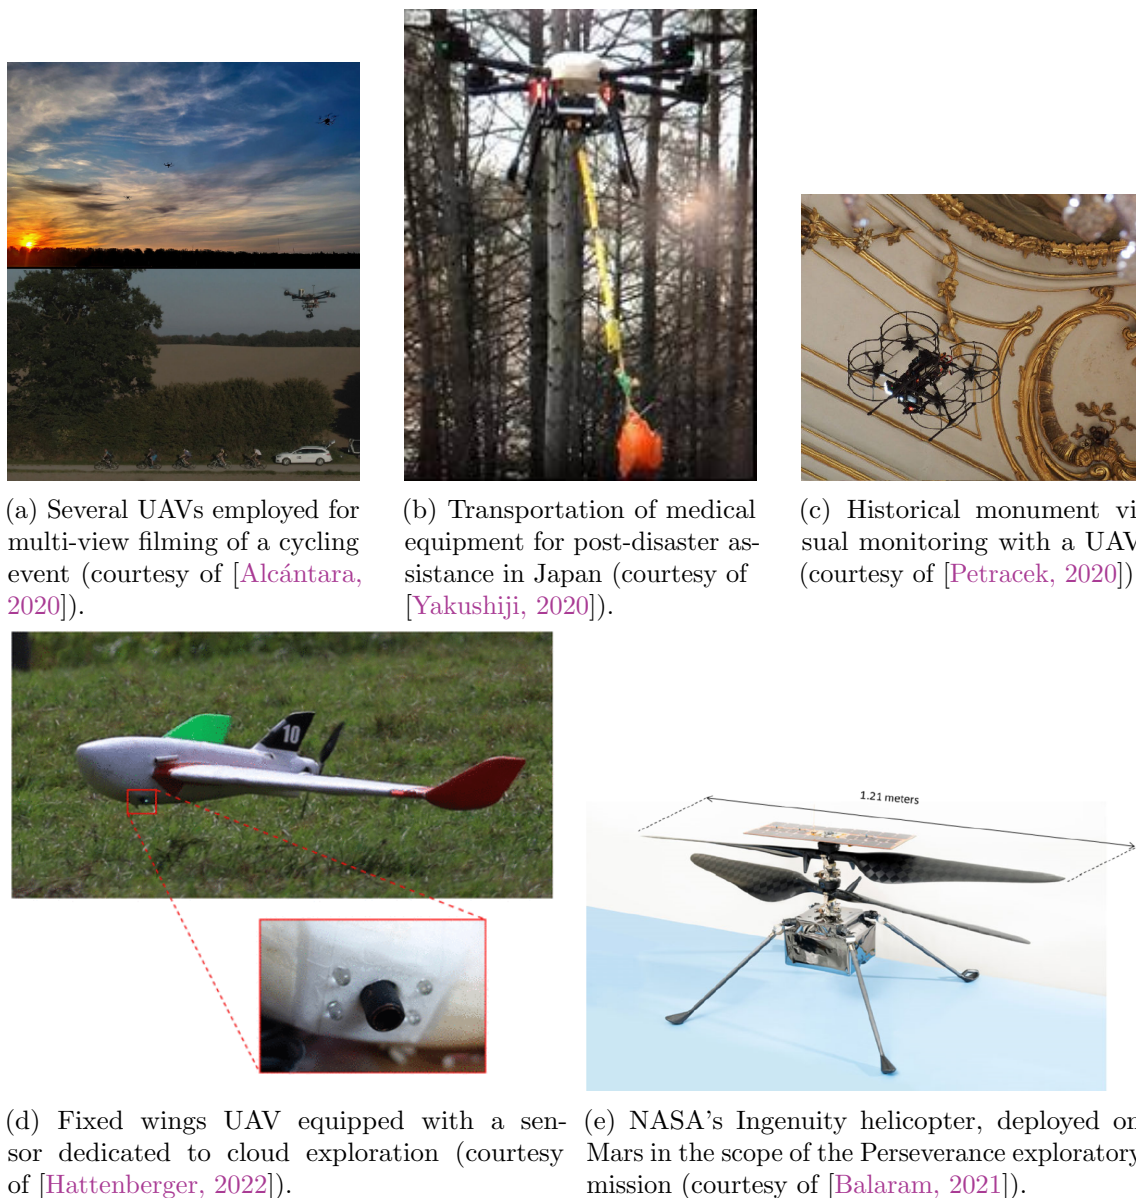 (a) Several UAVs employed for
multi-view filming of a cycling
event (courtesy of [Alcántara,
2020]).
(b) Transportation of medical
equipment for post-disaster as-
sistance in Japan (courtesy of
[Yakushiji, 2020]).
(c) Historical monument vi
sual monitoring with a UAV
(courtesy of [Petracek, 2020])
10
1.21 meters
(d) Fixed wings UAV equipped with a sen-
sor dedicated to cloud exploration (courtesy
of [Hattenberger, 2022]).
(e) NASA's Ingenuity helicopter, deployed on
Mars in the scope of the Perseverance exploratory
mission (courtesy of [Balaram, 2021]).